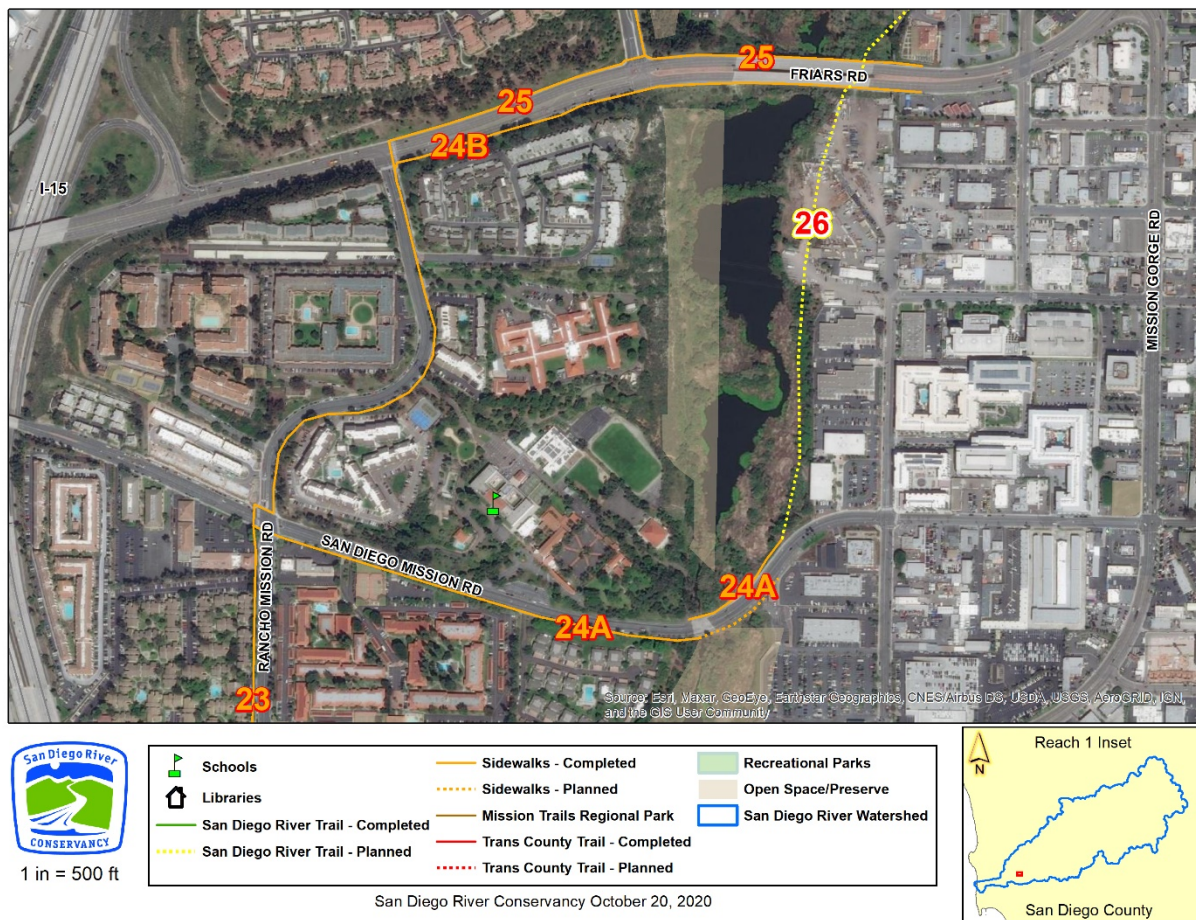 25
FRIARS RD
25
24B
I-15
26
MISSION GORGE RD
RANCHO MISSION RD
SAN DIEGO MISSION RD
24A
24A
23
Source: Esri, Maxar, GeoEye, Earthstar Geographics, CNES/Airbus DS, USDA, USGS, AeroGRID, IGN,
and the GIS User Community
San Diego River
CONSERVANCY
1 in = 500 ft
Schools
Libraries
San Diego River Trail - Completed
San Diego River Trail - Planned
Sidewalks - Completed
Sidewalks - Planned
Mission Trails Regional Park
Trans County Trail - Completed
Trans County Trail - Planned
Recreational Parks
Open Space/Preserve
San Diego River Watershed
San Diego River Conservancy October 20, 2020
Reach 1 Inset
N
San Diego County